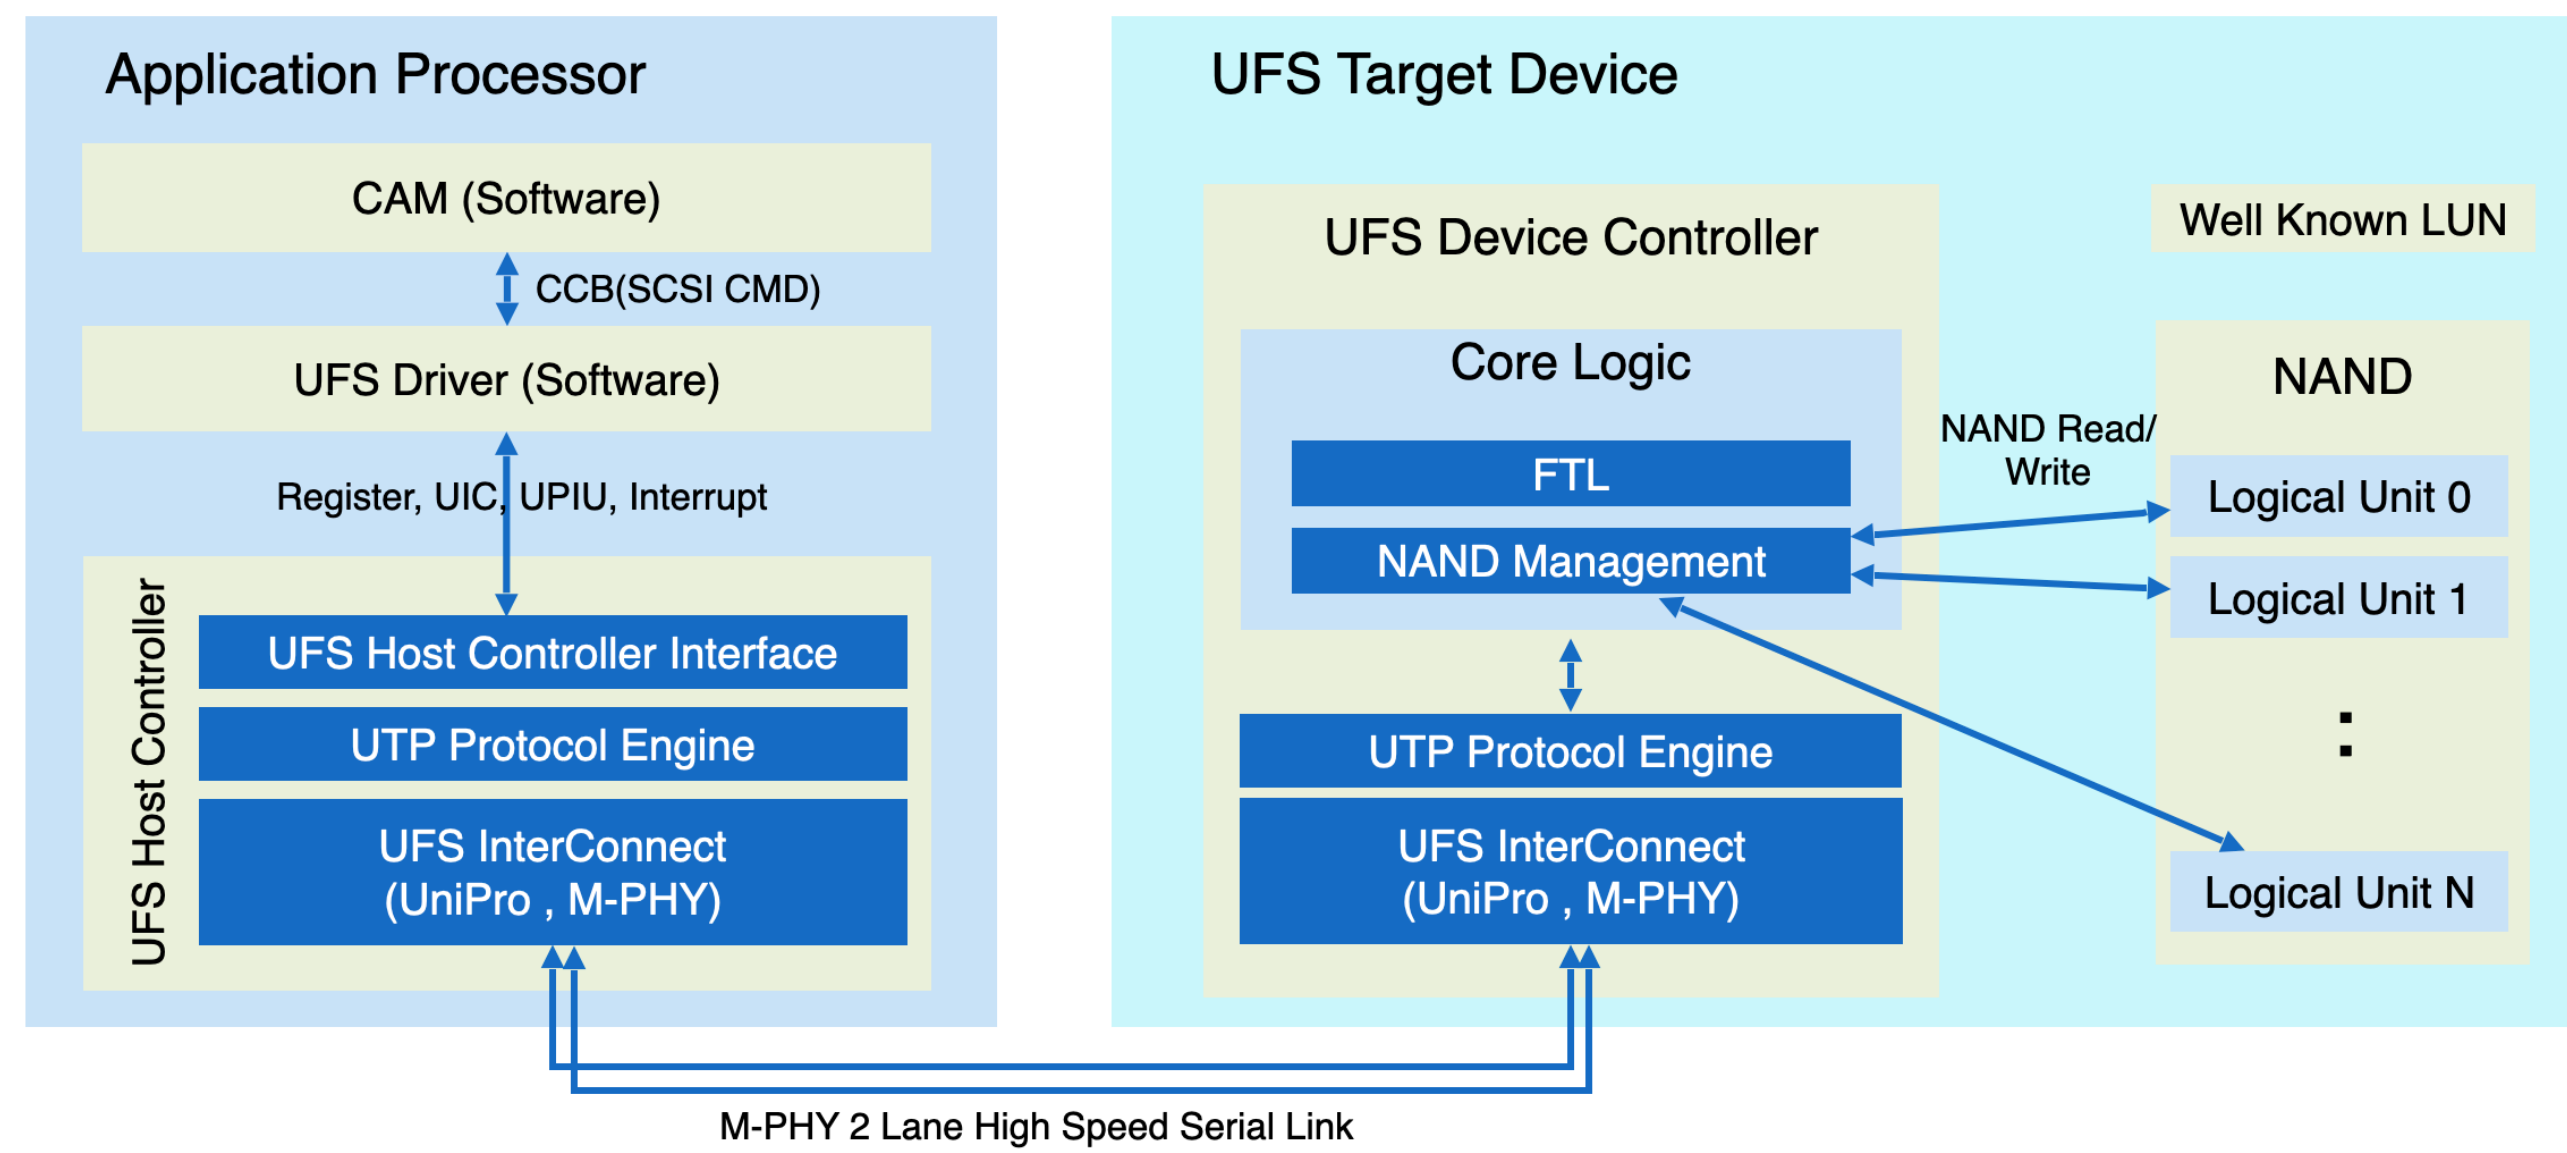 Application Processor
CAM (Software)
CCB(SCSI CMD)
UFS Driver (Software)
Register, UIC, UPIU, Interrupt
UFS Host Controller
UFS Host Controller Interface
UTP Protocol Engine
UFS InterConnect
(UniPro , M-PHY)
UFS Target Device
UFS Device Controller
Core Logic
FTL
NAND Management
UTP Protocol Engine
UFS InterConnect
(UniPro , M-PHY)
NAND Read/
Write
Well Known LUN
NAND
Logical Unit 0
Logical Unit 1
:
Logical Unit N
M-PHY 2 Lane High Speed Serial Link